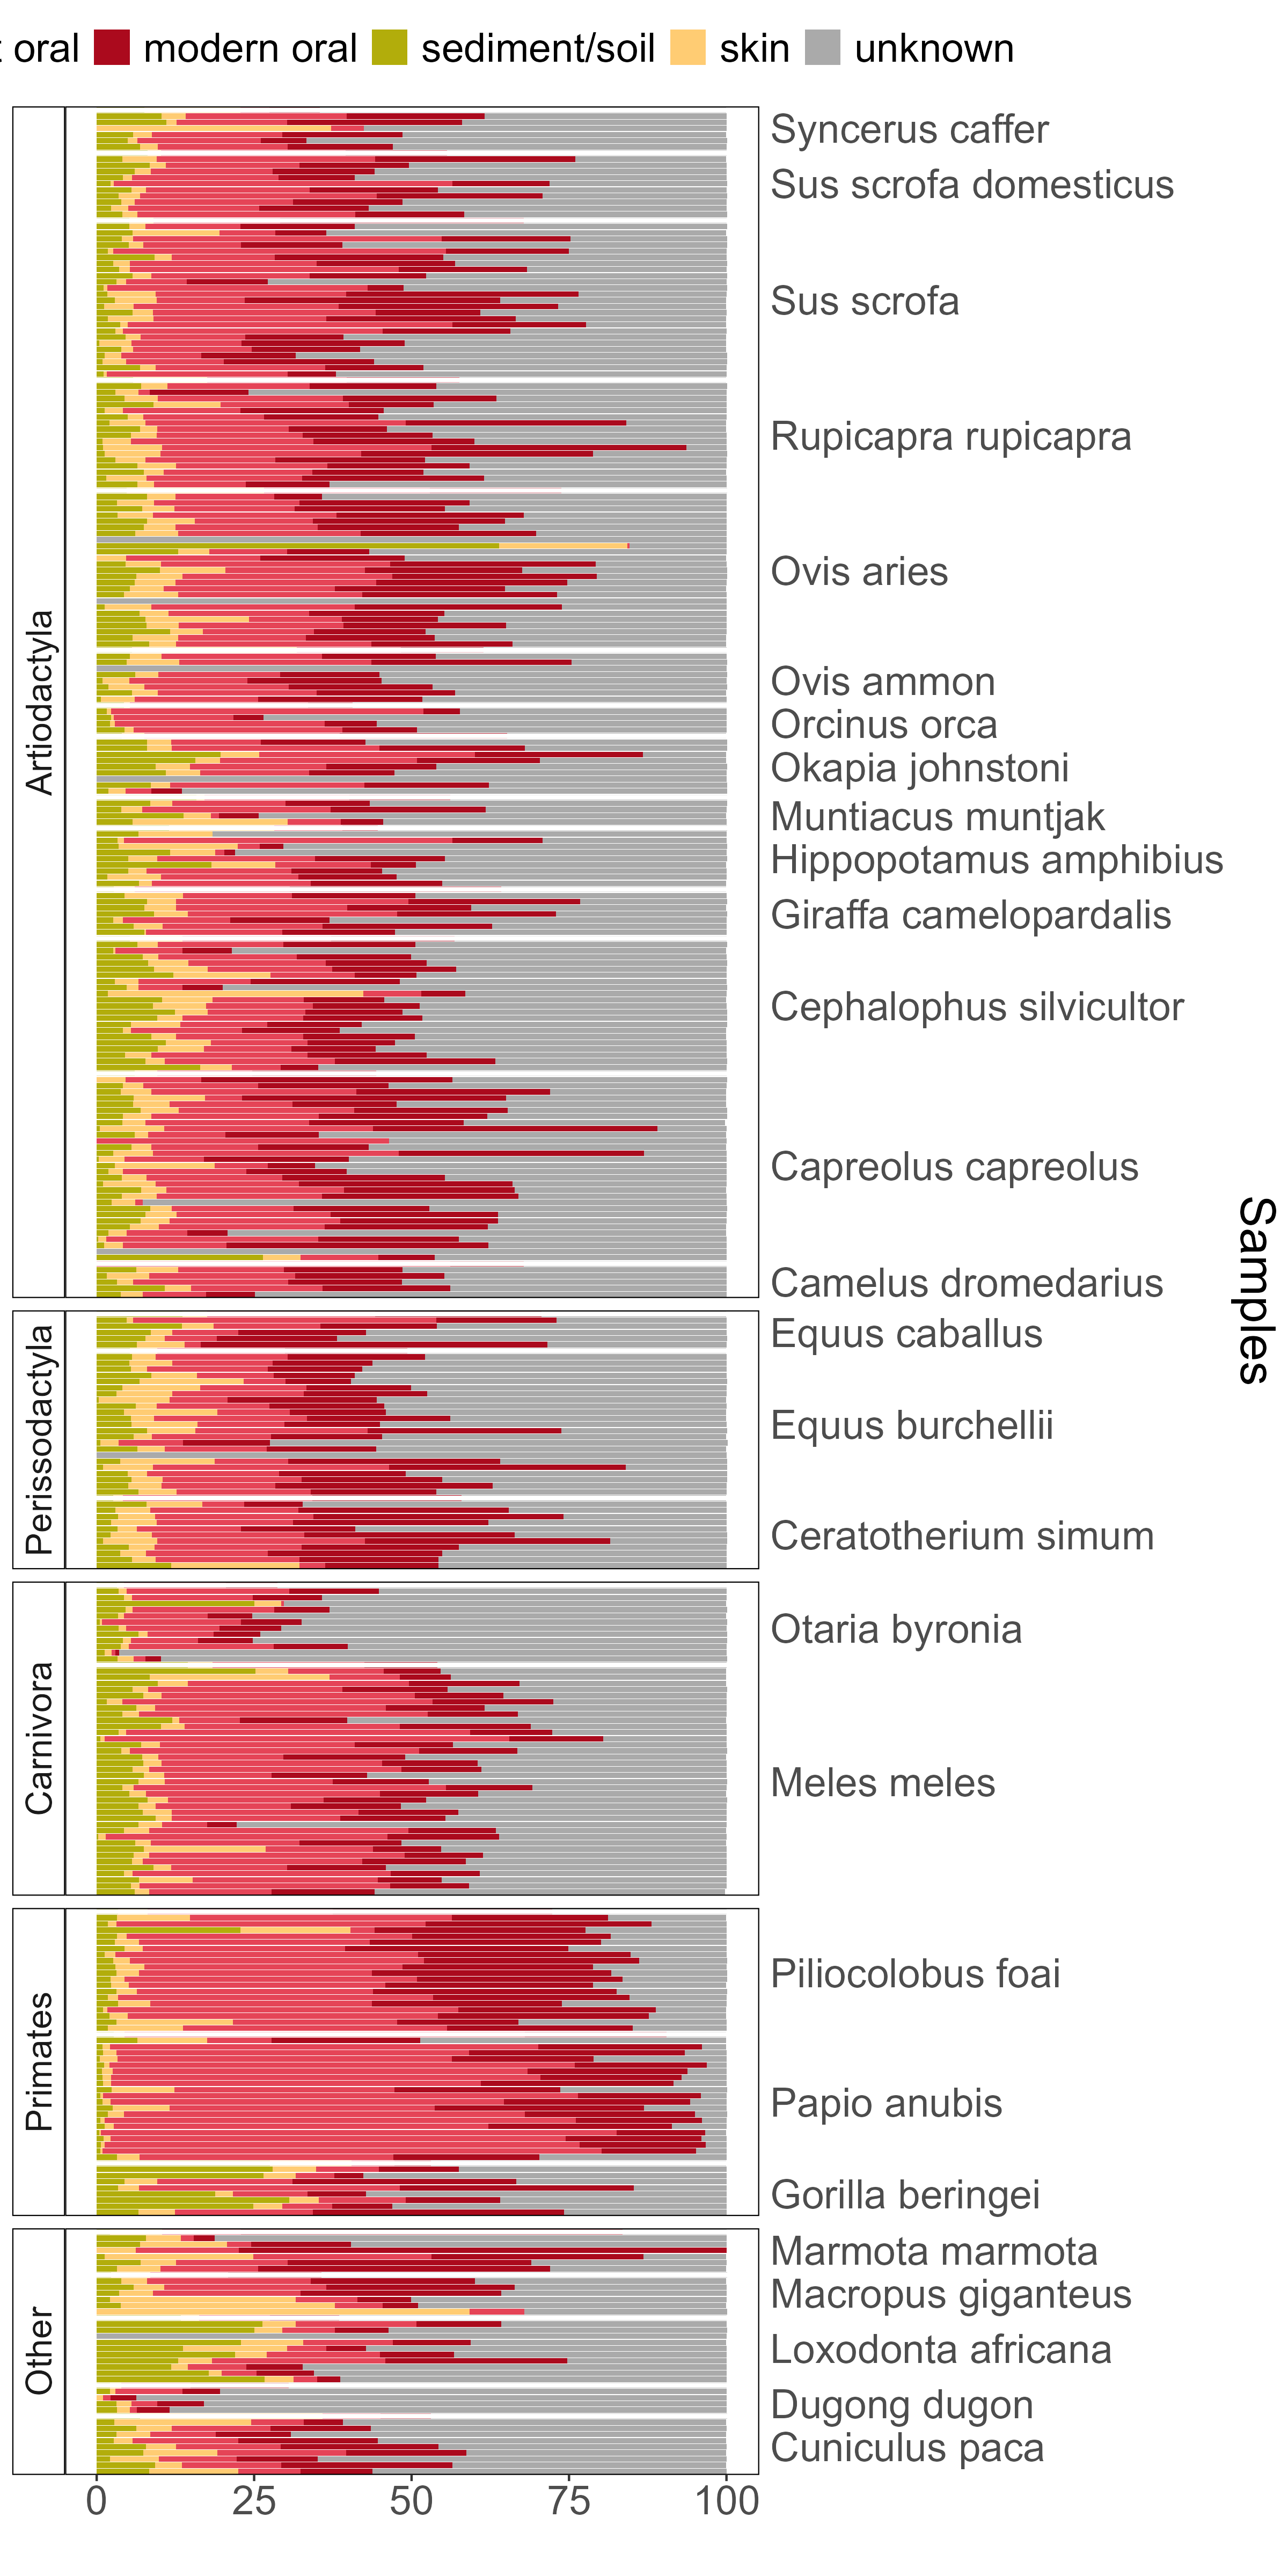 oral modern oral sediment/soil skin unknown
Artiodactyla
Syncerus caffer
Sus scrofa domesticus
Sus scrofa
Rupicapra rupicapra
Ovis aries
Ovis ammon
Orcinus orca
Okapia johnstoni
Muntiacus muntjak
Hippopotamus amphibius
Giraffa camelopardalis
Cephalophus silvicultor
Capreolus capreolus
Camelus dromedarius
Perissodactyla
Equus caballus
Equus burchellii
Ceratotherium simum
Carnivora
Otaria byronia
Meles meles
Primates
Piliocolobus foai
Papio anubis
Gorilla beringei
Other
Marmota marmota
Macropus giganteus
Loxodonta africana
Dugong dugon
Cuniculus paca
Samples
0 25 50 75 100